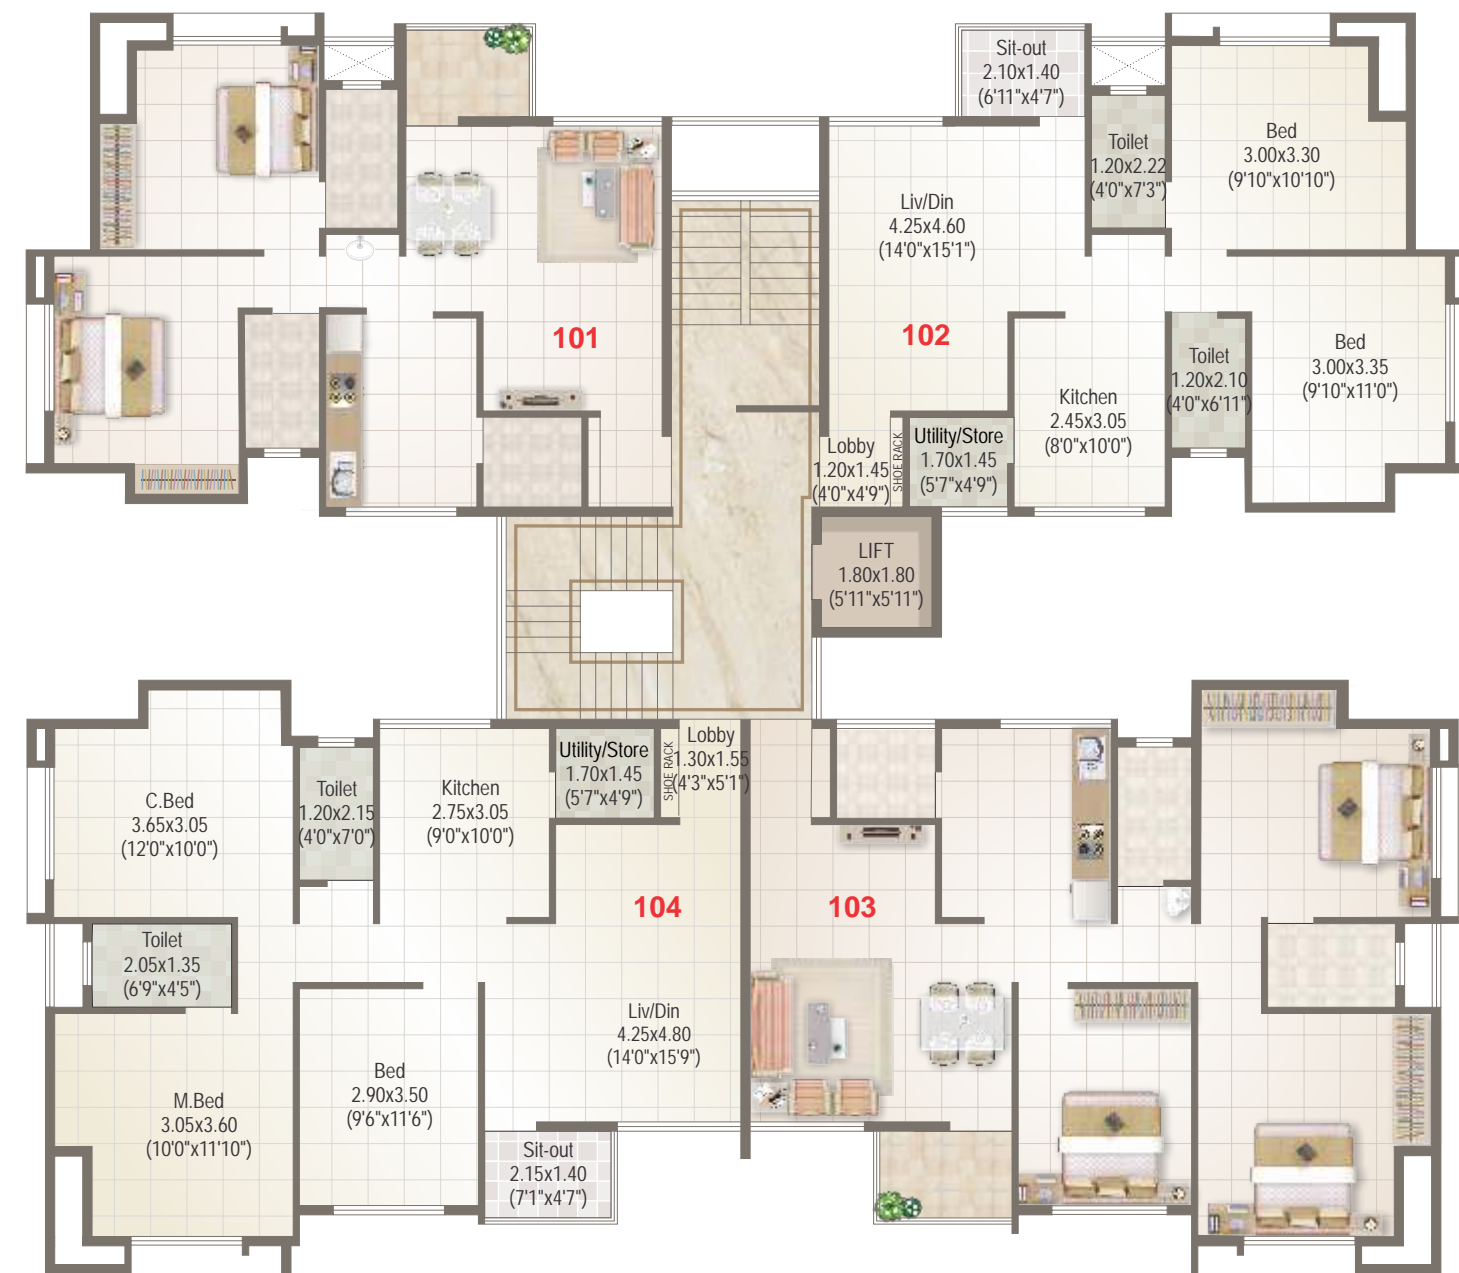 Sit-out
2.10x1.40
(6'11"x4'7")
Toilet
1.20x2.22
(4'0"x7'3")
Bed
3.00x3.30
(9'10"x10'10")
Liv/Din
4.25x4.60
(14'0"x15'1")
101
102
Toilet
1.20x2.10
(4'0"x6'11")
Bed
3.00x3.35
(9'10"x11'0")
Kitchen
2.45x3.05
(8'0"x10'0")
Lobby
1.20x1.45
(4'0"x4'9")
SHOE RACK
Utility/Store
1.70x1.45
(5'7"x4'9")
LIFT
1.80x1.80
(5'11"x5'11")
C.Bed
3.65x3.05
(12'0"x10'0")
Toilet
1.20x2.15
(4'0"x7'0")
Kitchen
2.75x3.05
(9'0"x10'0")
Utility/Store
1.70x1.45
(5'7"x4'9")
SHOE RACK
Lobby
1.30x1.55
(4'3"x5'1")
104
103
Toilet
2.05x1.35
(6'9"x4'5")
Liv/Din
4.25x4.80
(14'0"x15'9")
M.Bed
3.05x3.60
(10'0"x11'10")
Bed
2.90x3.50
(9'6"x11'6")
Sit-out
2.15x1.40
(7'1"x4'7")